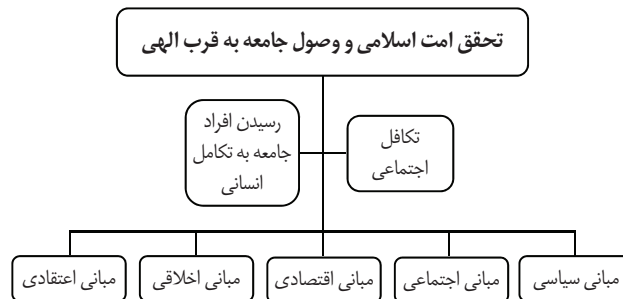 تحقق امت اسلامی و وصول جامعه به قرب الهی
تکافل
اجتماعی
رسیدن افراد
جامعه به تکامل
انسانی
مبانی سیاسی
مبانی اجتماعی
مبانی اقتصادی
مبانی اخلاقی
مبانی اعتقادی